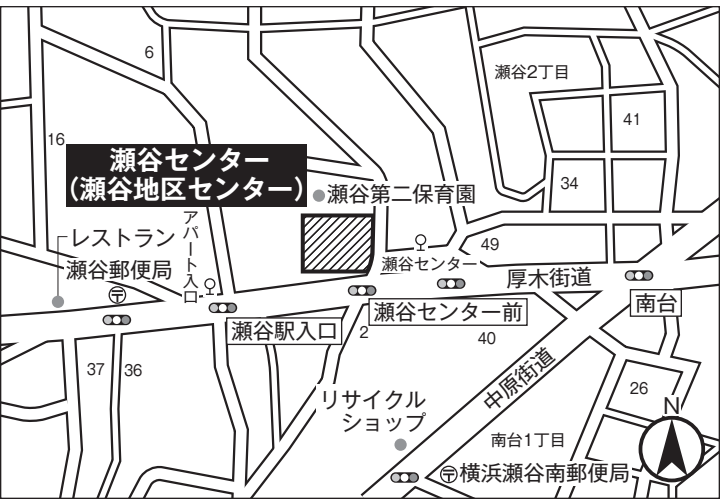 6
瀬谷2丁目
41
16
瀬谷センター
(瀬谷地区センター)
瀬谷第二保育園
34
レストラン
アパート入口
瀬谷センター
49
瀬谷郵便局
〒
厚木街道
南台
瀬谷センター前
瀬谷駅入口
2
40
37
36
中原街道
26
リサイクル
ショップ
N
南台1丁目
〒横浜瀬谷南郵便局